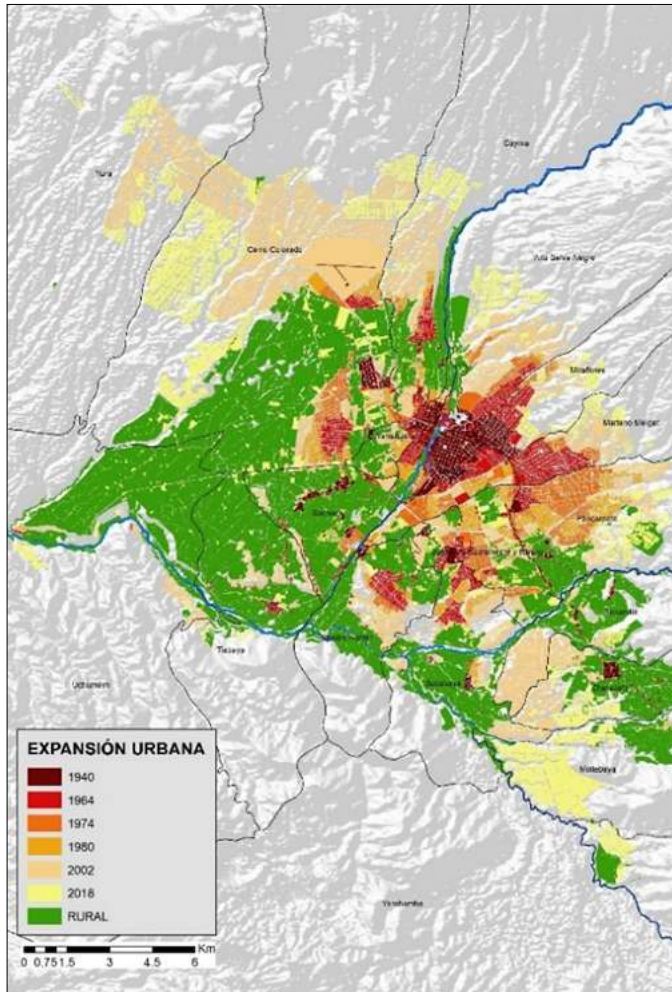 Yura
Cayma
Cerro Colorado
Alto Selva Alegre
Miraflores
Mariano Melgar
Paucarpata
Tiabaya
Uchumayo
Mollebaya
Yarabamba
EXPANSIÓN URBANA
1940
1964
1974
1980
2002
2018
RURAL
0 0,75 1.5 3 4.5 6 Km